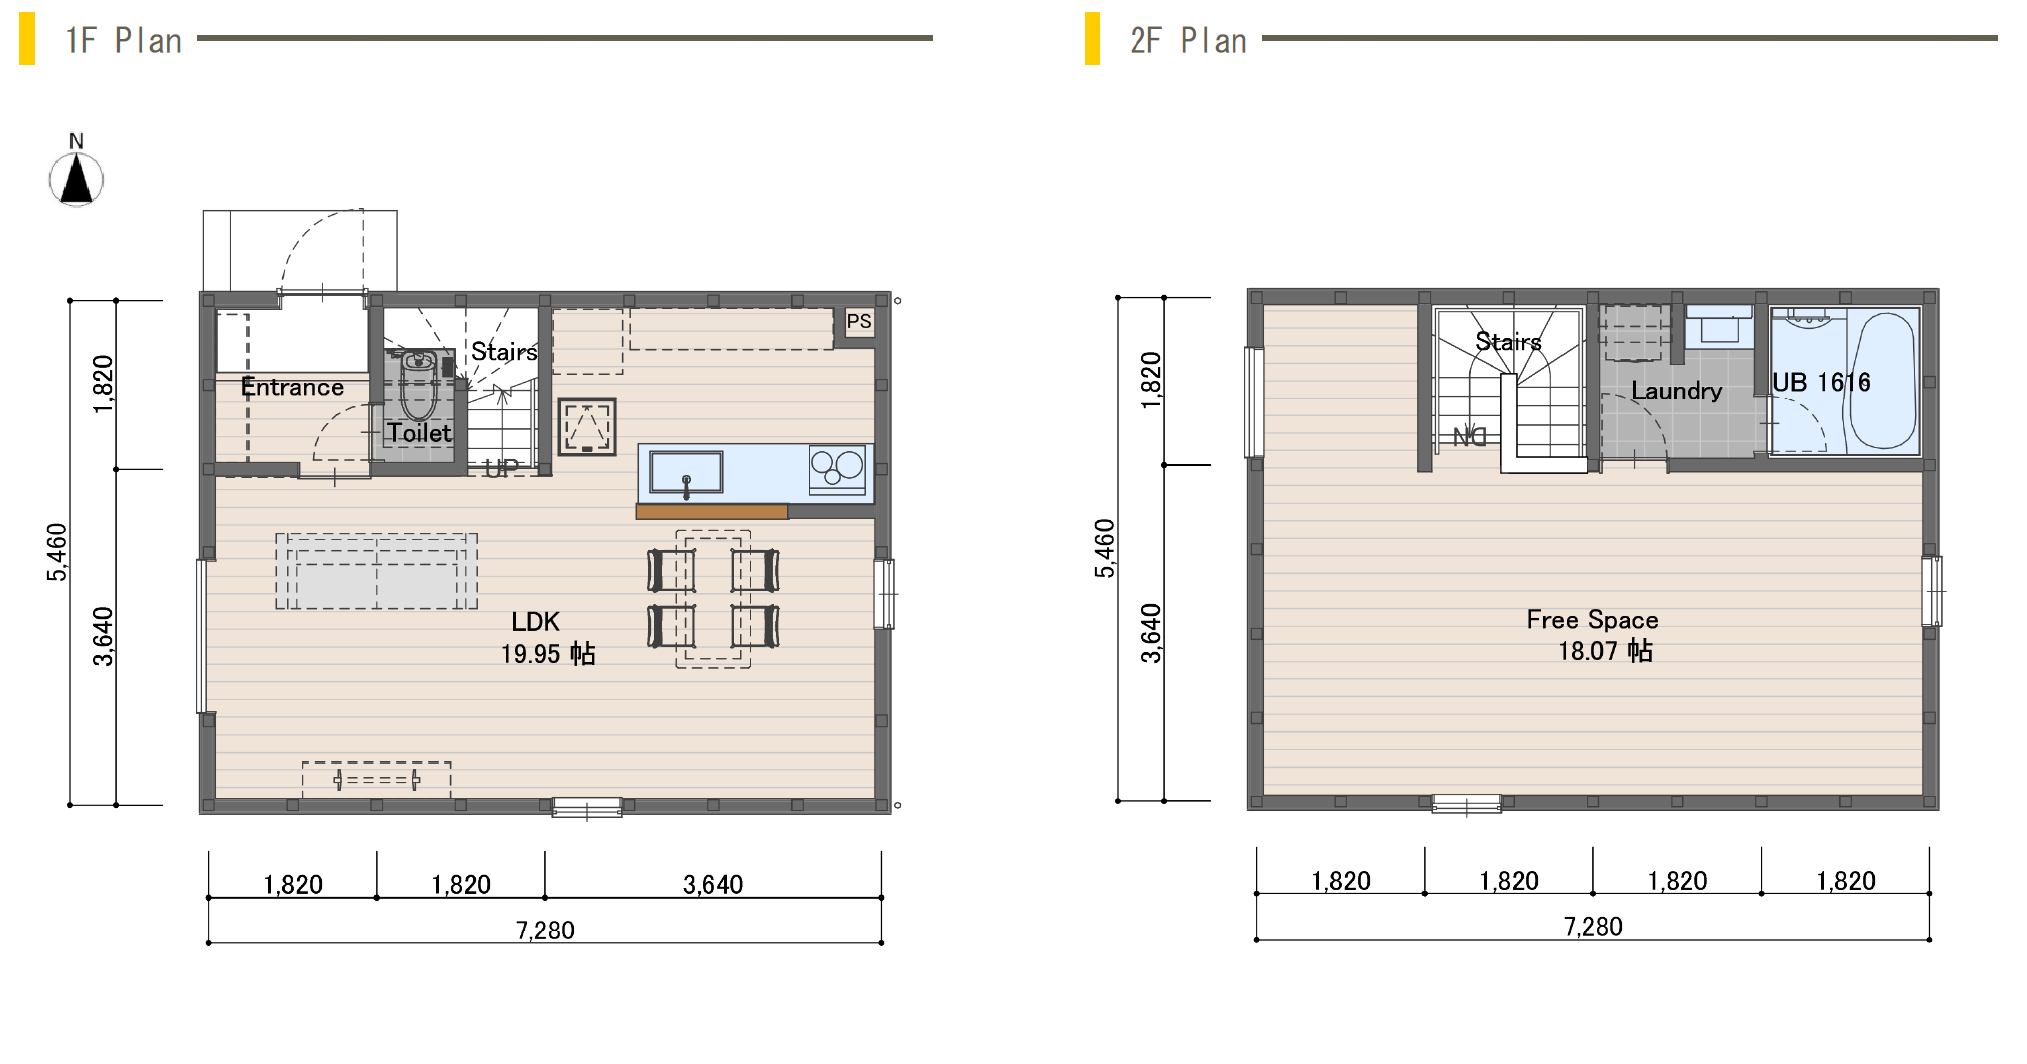 1F Plan
N
PS
Stairs
Entrance
Toilet
UP
LDK
19.95 帖
1,820
3,640
5,460
1,820
1,820
3,640
7,280
2F Plan
Stairs
DN
Laundry
UB 1616
Free Space
18.07 帖
1,820
3,640
5,460
1,820
1,820
1,820
1,820
7,280